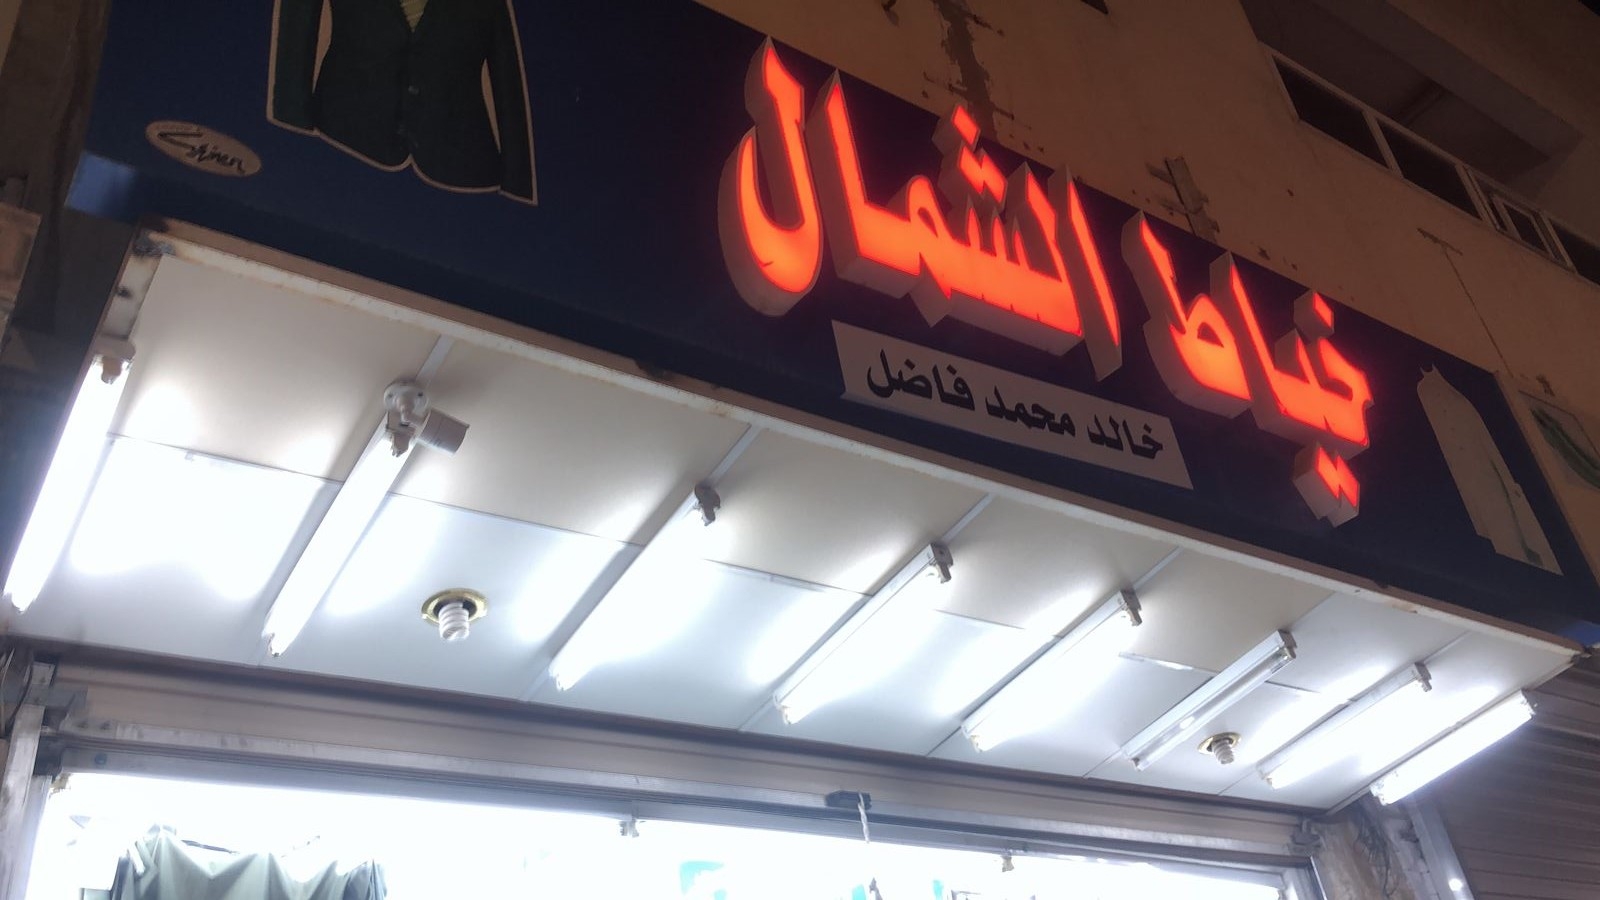 خياط الشمال
خالد محمد فاضل